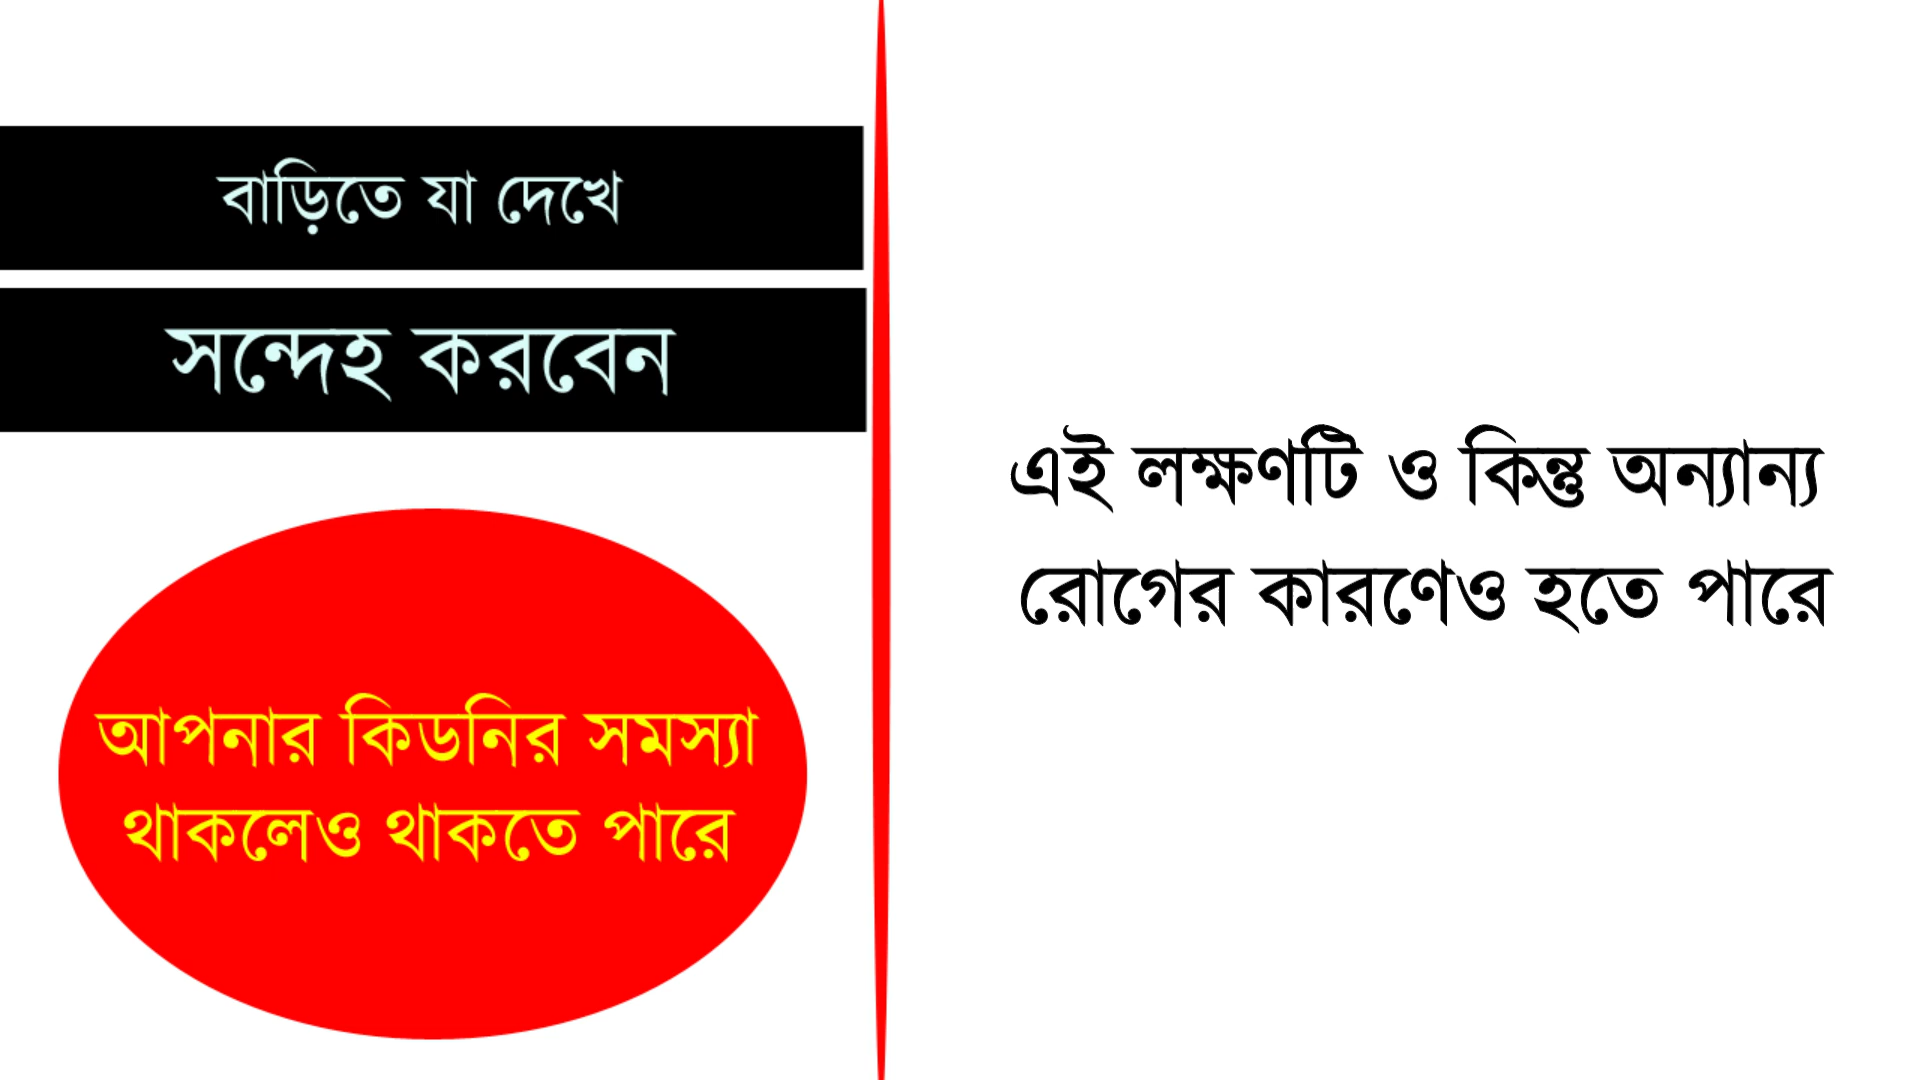 বাড়িতে যা দেখে
সন্দেহ করবেন
আপনার কিডনির সমস্যা
থাকলেও থাকতে পারে
এই লক্ষণটি ও কিন্তু অন্যান্য
রোগের কারণেও হতে পারে